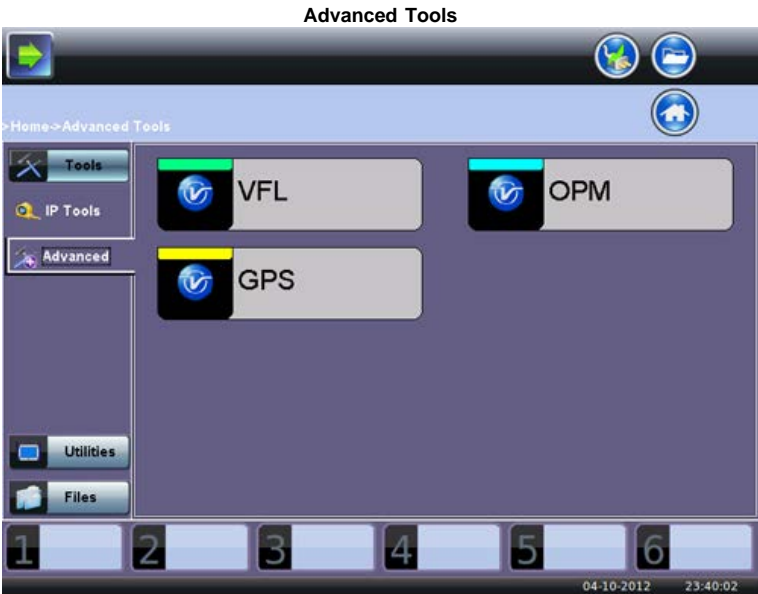 Advanced Tools
>Home->Advanced Tools
Tools
VFL
OPM
IP Tools
Advanced
GPS
Utilities
Files
1 2 3 4 5 6
04-10-2012 23:40:02